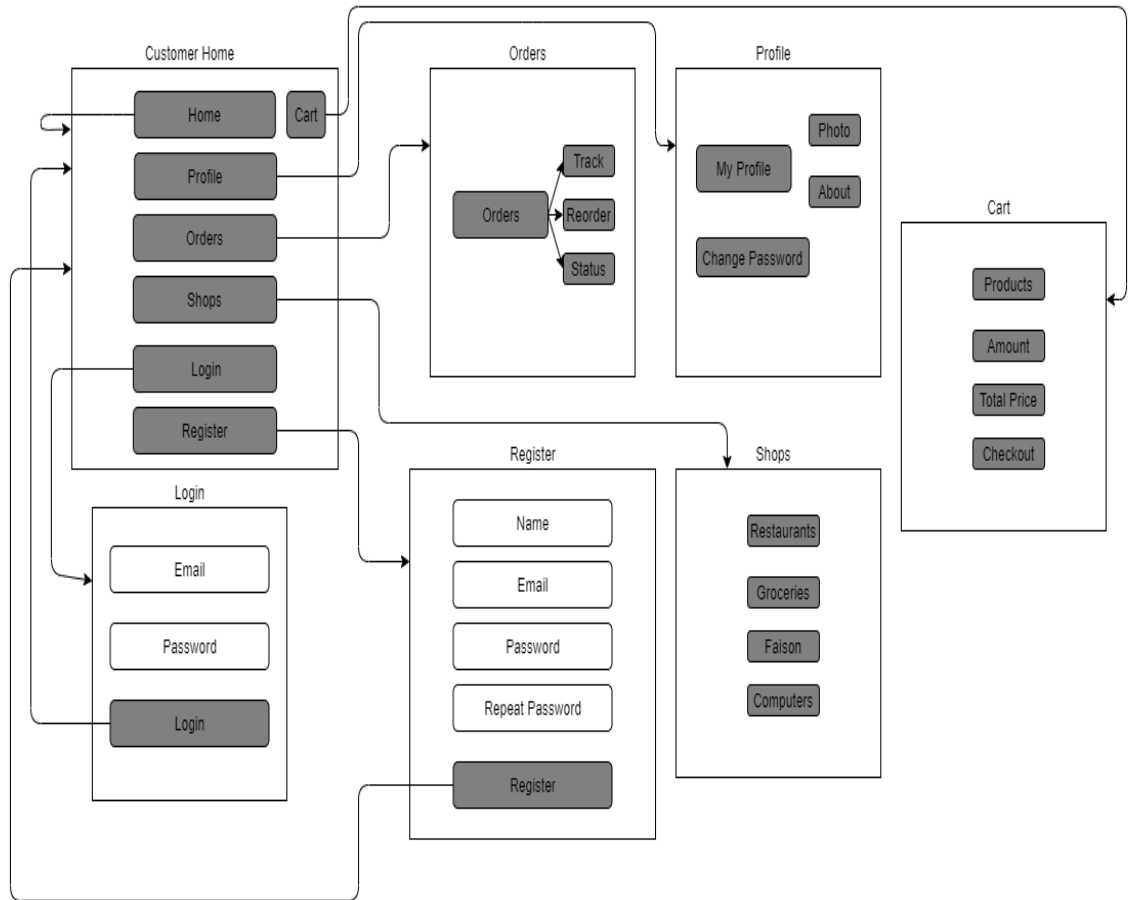 Customer Home
Home
Cart
Profile
Orders
Shops
Login
Register
Orders
Orders
Track
Reorder
Status
Profile
My Profile
Photo
About
Change Password
Cart
Products
Amount
Total Price
Checkout
Login
Email
Password
Login
Register
Name
Email
Password
Repeat Password
Register
Shops
Restaurants
Groceries
Faison
Computers